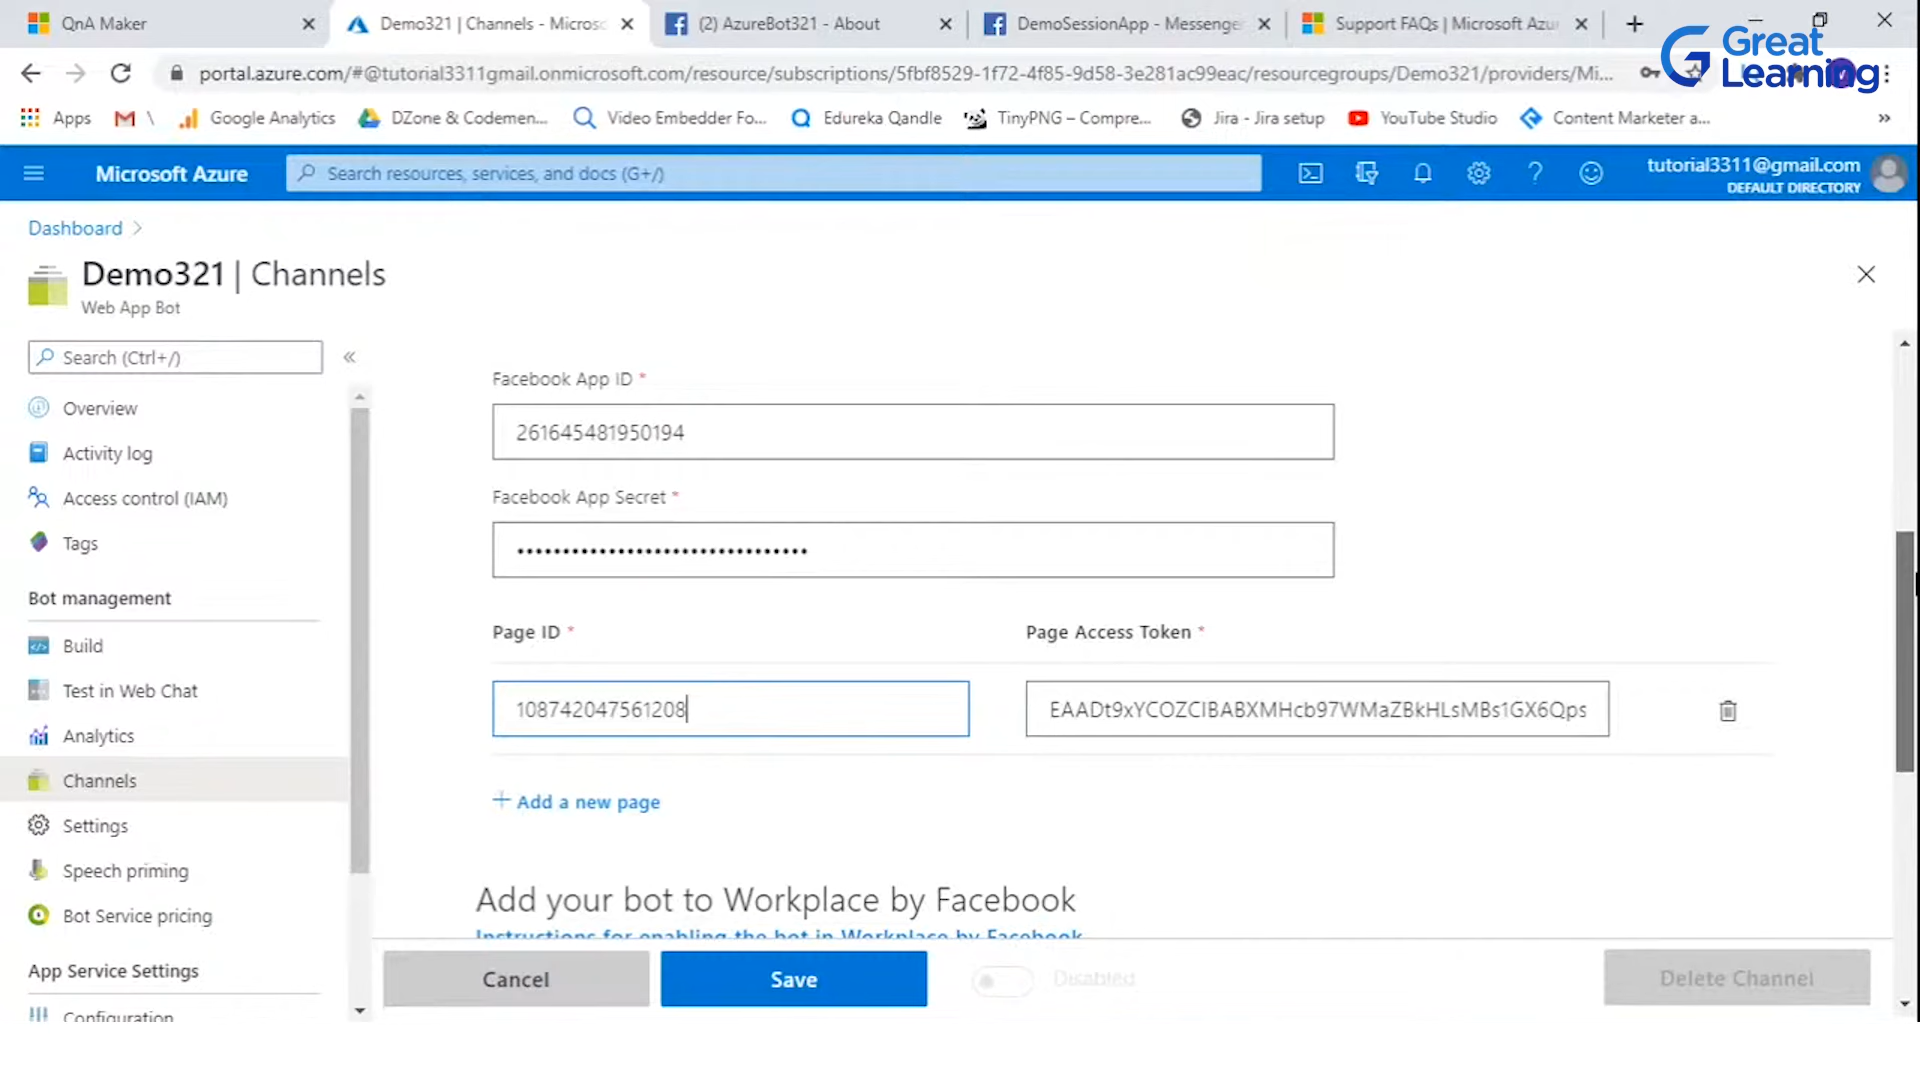 QnA Maker
Demo321 | Channels - Microsc
(2) AzureBot321 - About
DemoSessionApp - Messenge
Support FAQs | Microsoft Azu
Great
Learning
portal.azure.com/#@tutorial3311gmail.onmicrosoft.com/resource/subscriptions/5fbf8529-1f72-4f85-9d58-3e281ac99eac/resourcegroups/Demo321/providers/Mi...
Apps
\
Google Analytics
DZone & Codemen...
Video Embedder Fo...
Edureka Qandle
TinyPNG – Compre...
Jira - Jira setup
YouTube Studio
Content Marketer a...
»
Microsoft Azure
Search resources, services, and docs (G+/)
tutorial3311@gmail.com
DEFAULT DIRECTORY
Dashboard >
Demo321 | Channels
Web App Bot
Search (Ctrl+/)
«
Overview
Activity log
Access control (IAM)
Tags
Bot management
Build
Test in Web Chat
Analytics
Channels
Settings
Speech priming
Bot Service pricing
App Service Settings
Configuration
Facebook App ID *
261645481950194
Facebook App Secret *
••••••••••••••••••••••••••••••••
Page ID *
Page Access Token *
108742047561208
EAADt9xYCOZCIBABXMHcb97WMaZBkHLsMBs1GX6Qps
+ Add a new page
Add your bot to Workplace by Facebook
Instructions for enabling the bot in Workplace by Facebook
Cancel
Save
Disabled
Delete Channel